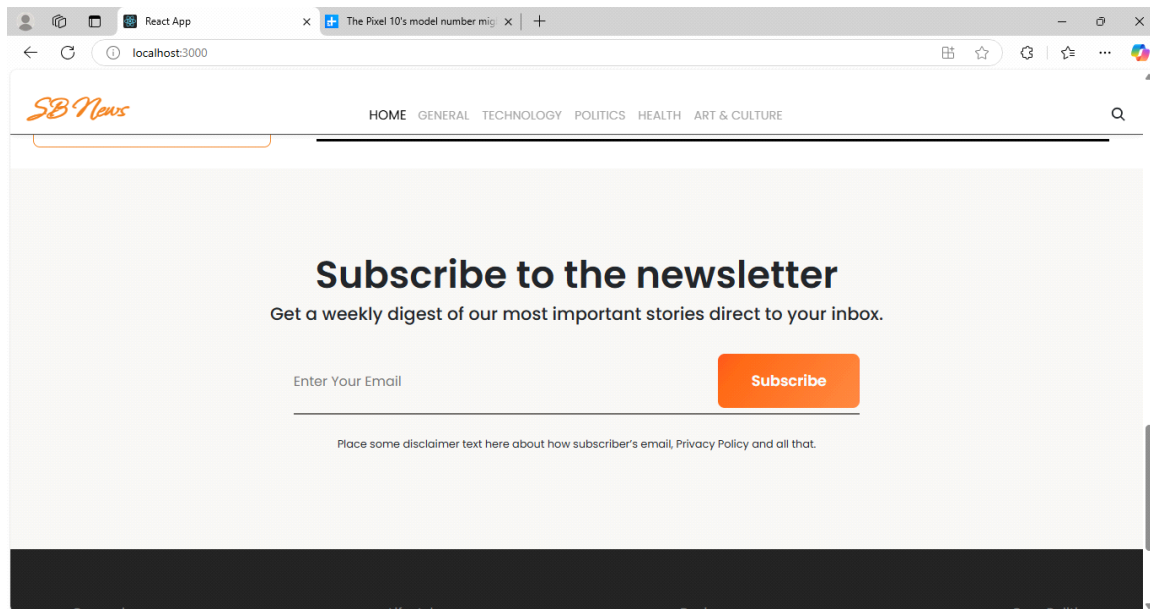 React App
The Pixel 10's model number mig
localhost:3000
SB News
HOME GENERAL TECHNOLOGY POLITICS HEALTH ART & CULTURE
Subscribe to the newsletter
Get a weekly digest of our most important stories direct to your inbox.
Enter Your Email
Subscribe
Place some disclaimer text here about how subscriber's email, Privacy Policy and all that.